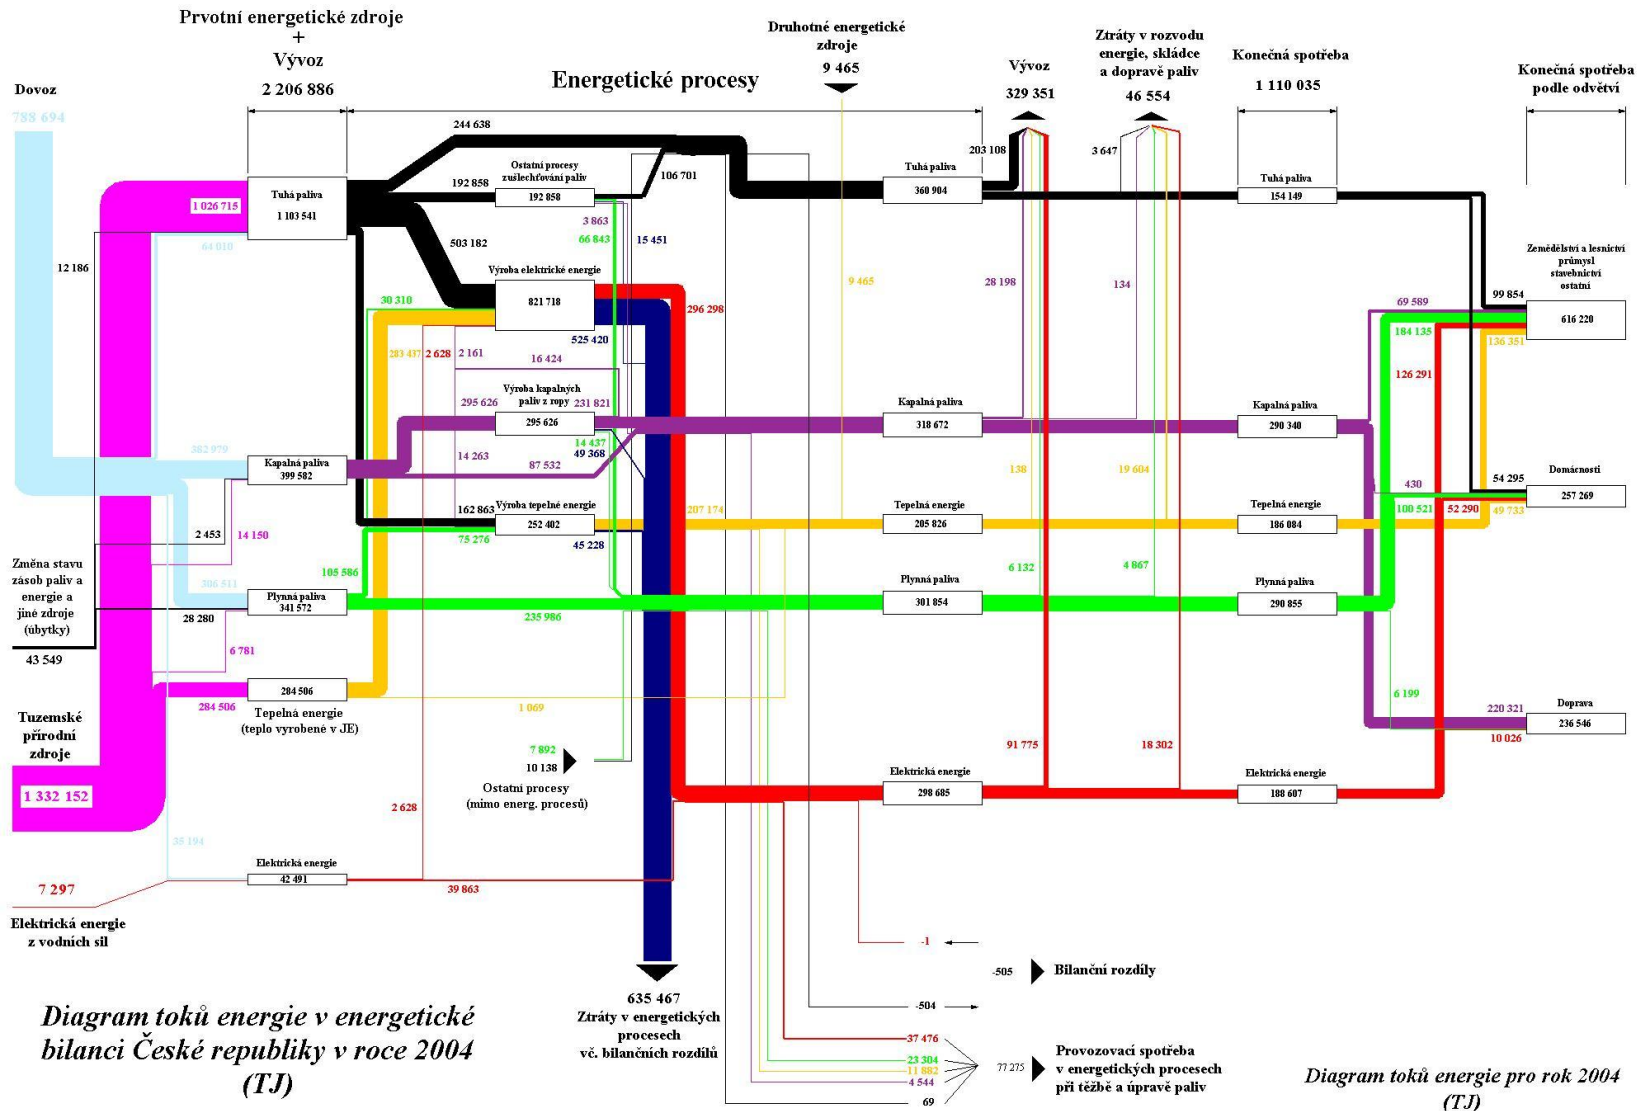 Prvotní energetické zdroje
+
Vývoz
2 206 886
Dovoz
788 694
Energetické procesy
Druhotné energetické
zdroje
9 465
Vývoz
329 351
Ztráty v rozvodu
energie, skládce
a dopravě paliv
46 554
Konečná spotřeba
1 110 035
Konečná spotřeba
podle odvětví
244 638
203 108
3 647
Tuhá paliva
1 103 541
192 858
Ostatní procesy
zušlechťování paliv
192 858
106 701
Tuhá paliva
360 904
Tuhá paliva
154 149
1 026 715
64 010
12 186
3 863
66 843
15 451
503 182
Výroba elektrické energie
821 718
30 310
296 298
9 465
28 198
134
99 854
Zemědělství a lesnictví
průmysl
stavebnictví
ostatní
616 220
69 589
184 135
136 351
126 291
283 437
2 628
2 161
16 424
525 420
Výroba kapalných
paliv z ropy
295 626
295 626
231 821
14 437
49 368
Kapalná paliva
318 672
Kapalná paliva
290 340
382 979
Kapalná paliva
399 582
14 263
87 532
138
19 604
54 295
Domácnosti
257 269
430
100 521
52 290
49 733
162 863
Výroba tepelné energie
252 402
207 174
75 276
45 228
Tepelná energie
205 826
Tepelná energie
186 084
2 453
14 150
Změna stavu
zásob paliv a
energie a
jiné zdroje
(úbytky)
43 549
105 586
306 511
Plynná paliva
341 572
28 280
235 986
6 132
4 867
Plynná paliva
301 854
Plynná paliva
290 855
6 781
284 506
284 506
Tepelná energie
(teplo vyrobené v JE)
1 069
6 199
220 321
Doprava
236 546
10 026
Tuzemské
přírodní
zdroje
1 332 152
7 892
10 138
Ostatní procesy
(mimo energ. procesů)
91 775
18 302
Elektrická energie
298 685
Elektrická energie
188 607
2 628
35 194
Elektrická energie
42 491
39 863
7 297
Elektrická energie
z vodních sil
-1
-505
Bilanční rozdíly
-504
635 467
Ztráty v energetických
procesech
vč. bilančních rozdílů
37 476
23 304
11 882
4 544
69
77 275
Provozovací spotřeba
v energetických procesech
při těžbě a úpravě paliv
Diagram toků energie v energetické
bilanci České republiky v roce 2004
(TJ)
Diagram toků energie pro rok 2004
(TJ)